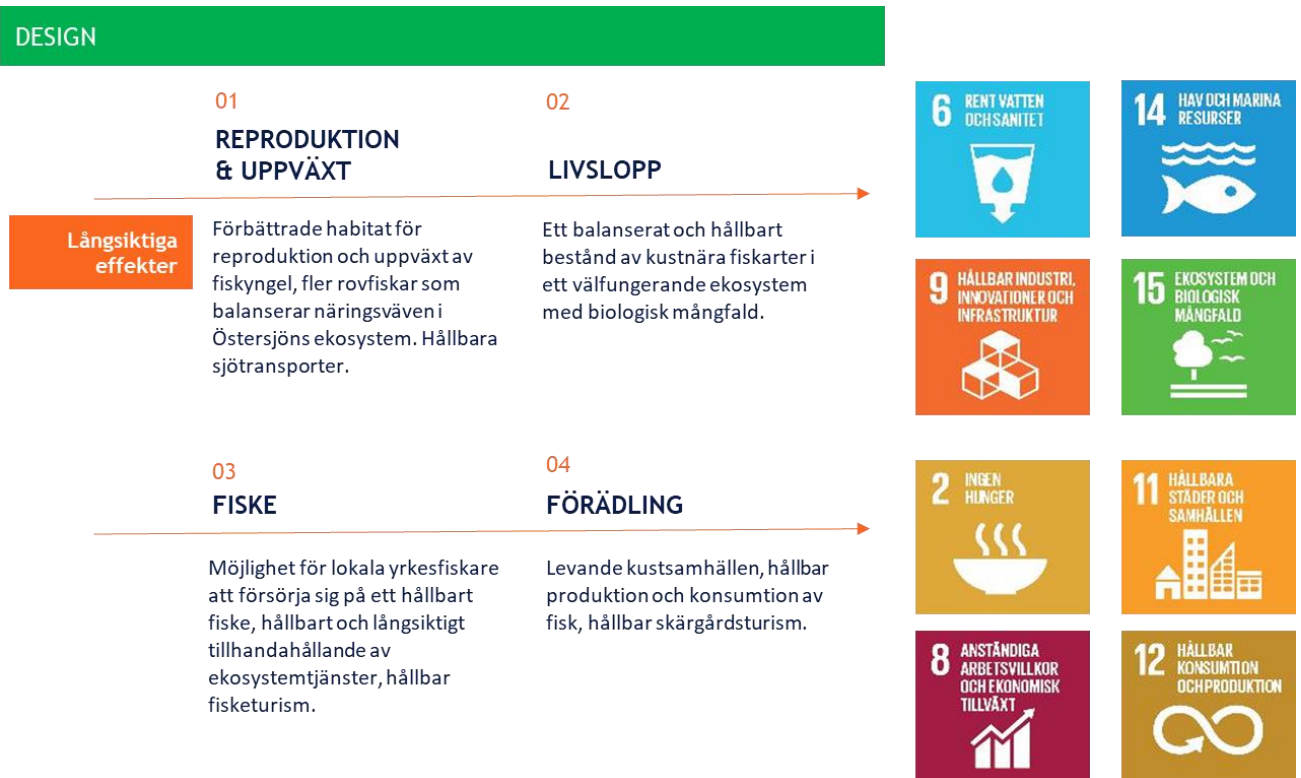 DESIGN
01
REPRODUKTION
& UPPVÄXT
02
LIVSLOPP
Långsiktiga
effekter
Förbättrade habitat för
reproduktion och uppväxt av
fiskyngel, fler rovfiskar som
balanserar näringsväven i
Östersjöns ekosystem. Hållbara
sjötransporter.
Ett balanserat och hållbart
bestånd av kustnära fiskarter i
ett välfungerande ekosystem
med biologisk mångfald.
6 RENT VATTEN
OCH SANITET
14 HAV OCH MARINA
RESURSER
9 HÅLLBAR INDUSTRI,
INNOVATIONER OCH
INFRASTRUKTUR
15 EKOSYSTEM OCH
BIOLOGISK
MÅNGFALD
03
FISKE
04
FÖRÄDLING
Möjlighet för lokala yrkesfiskare
att försörja sig på ett hållbart
fiske, hållbart och långsiktigt
tillhandahållande av
ekosystemtjänster, hållbar
fisketurism.
Levande kustsamhällen, hållbar
produktion och konsumtion av
fisk, hållbar skärgårdsturism.
2 INGEN
HUNGER
11 HÅLLBARA
STÄDER OCH
SAMHÄLLEN
8 ANSTÄNDIGA
ARBETSVILLKOR
OCH EKONOMISK
TILLVÄXT
12 HÅLLBAR
KONSUMTION
OCH PRODUKTION